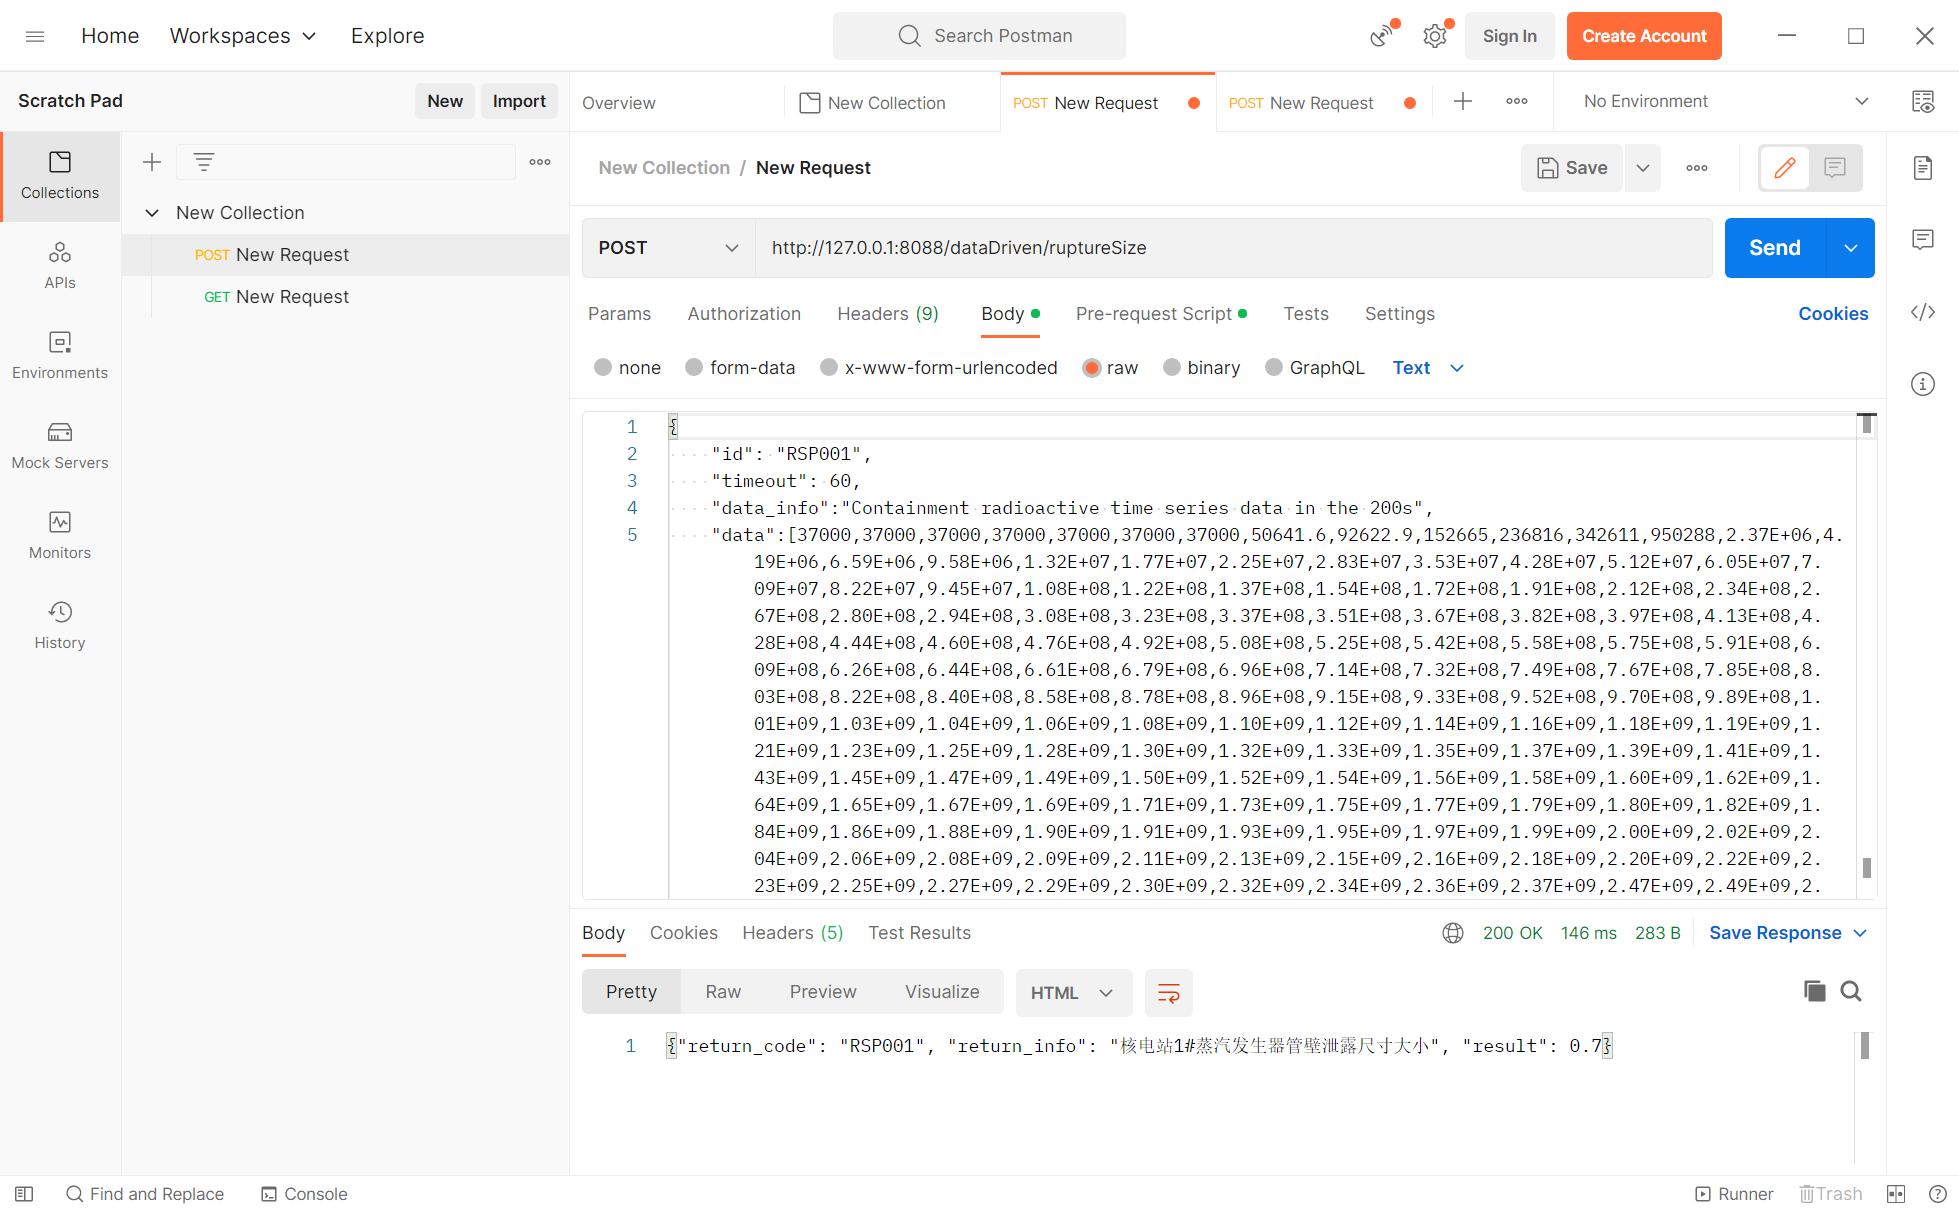 Home Workspaces Explore Search Postman Sign In Create Account
Scratch Pad New Import Overview New Collection POST New Request POST New Request No Environment
Collections
APIs
Environments
Mock Servers
Monitors
History
New Collection
POST New Request
GET New Request
New Collection / New Request Save
POST http://127.0.0.1:8088/dataDriven/ruptureSize Send
Params Authorization Headers (9) Body Pre-request Script Tests Settings Cookies
none form-data x-www-form-urlencoded raw binary GraphQL Text
1 {
2 "id": "RSP001",
3 "timeout": 60,
4 "data_info":"Containment radioactive time series data in the 200s",
5 "data":[37000,37000,37000,37000,37000,37000,37000,50641.6,92622.9,152665,236816,342611,950288,2.37E+06,4.
19E+06,6.59E+06,9.58E+06,1.32E+07,1.77E+07,2.25E+07,2.83E+07,3.53E+07,4.28E+07,5.12E+07,6.05E+07,7.
09E+07,8.22E+07,9.45E+07,1.08E+08,1.22E+08,1.37E+08,1.54E+08,1.72E+08,1.91E+08,2.12E+08,2.34E+08,2.
67E+08,2.80E+08,2.94E+08,3.08E+08,3.23E+08,3.37E+08,3.51E+08,3.67E+08,3.82E+08,3.97E+08,4.13E+08,4.
28E+08,4.44E+08,4.60E+08,4.76E+08,4.92E+08,5.08E+08,5.25E+08,5.42E+08,5.58E+08,5.75E+08,5.91E+08,6.
09E+08,6.26E+08,6.44E+08,6.61E+08,6.79E+08,6.96E+08,7.14E+08,7.32E+08,7.49E+08,7.67E+08,7.85E+08,8.
03E+08,8.22E+08,8.40E+08,8.58E+08,8.78E+08,8.96E+08,9.15E+08,9.33E+08,9.52E+08,9.70E+08,9.89E+08,1.
01E+09,1.03E+09,1.04E+09,1.06E+09,1.08E+09,1.10E+09,1.12E+09,1.14E+09,1.16E+09,1.18E+09,1.19E+09,1.
21E+09,1.23E+09,1.25E+09,1.28E+09,1.30E+09,1.32E+09,1.33E+09,1.35E+09,1.37E+09,1.39E+09,1.41E+09,1.
43E+09,1.45E+09,1.47E+09,1.49E+09,1.50E+09,1.52E+09,1.54E+09,1.56E+09,1.58E+09,1.60E+09,1.62E+09,1.
64E+09,1.65E+09,1.67E+09,1.69E+09,1.71E+09,1.73E+09,1.75E+09,1.77E+09,1.79E+09,1.80E+09,1.82E+09,1.
84E+09,1.86E+09,1.88E+09,1.90E+09,1.91E+09,1.93E+09,1.95E+09,1.97E+09,1.99E+09,2.00E+09,2.02E+09,2.
04E+09,2.06E+09,2.08E+09,2.09E+09,2.11E+09,2.13E+09,2.15E+09,2.16E+09,2.18E+09,2.20E+09,2.22E+09,2.
23E+09,2.25E+09,2.27E+09,2.29E+09,2.30E+09,2.32E+09,2.34E+09,2.36E+09,2.37E+09,2.47E+09,2.49E+09,2.
Body Cookies Headers (5) Test Results 200 OK 146 ms 283 B Save Response
Pretty Raw Preview Visualize HTML
1 {"return_code": "RSP001", "return_info": "核电站1#蒸汽发生器管壁泄露尺寸大小", "result": 0.7}
Find and Replace Console Runner Trash